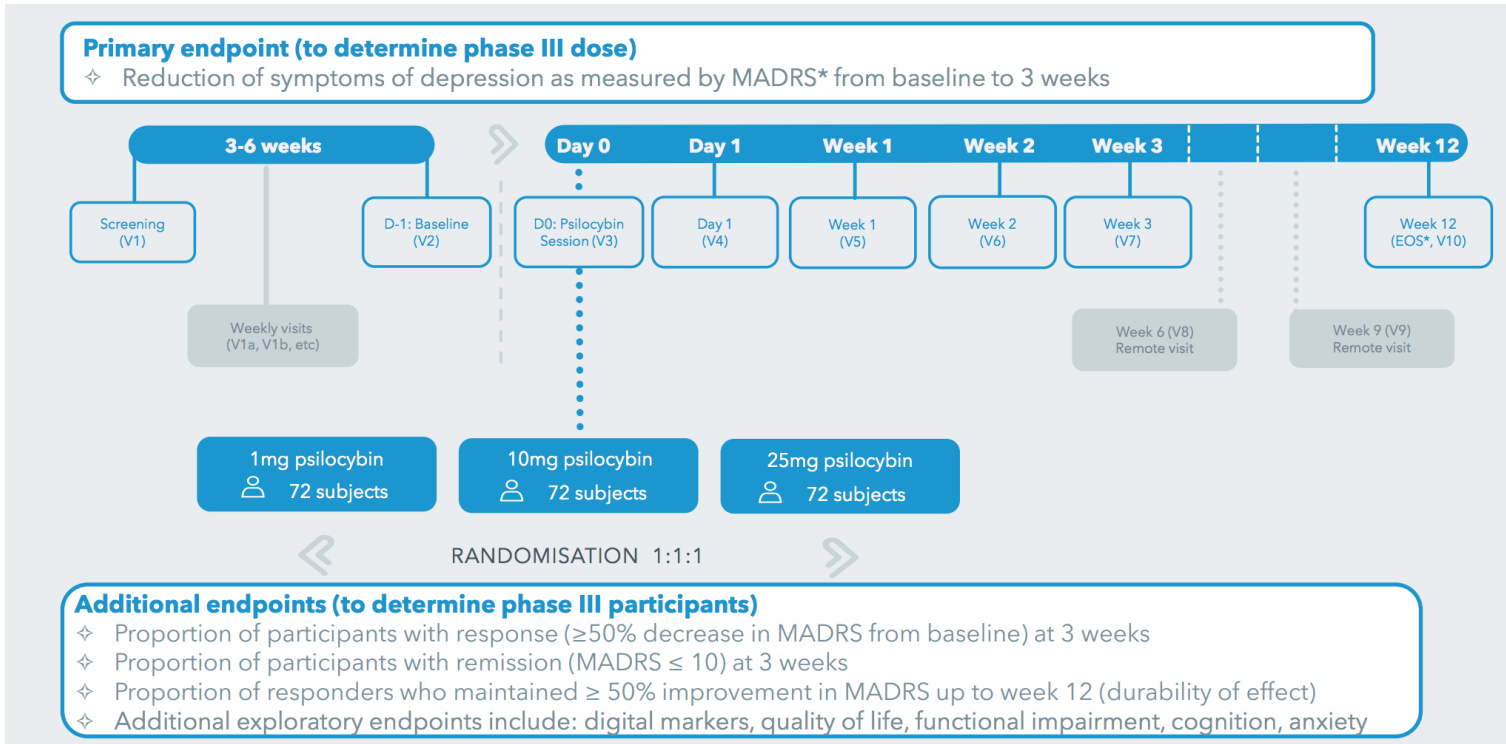 Primary endpoint (to determine phase III dose)
✧ Reduction of symptoms of depression as measured by MADRS* from baseline to 3 weeks
3-6 weeks
Day 0
Day 1
Week 1
Week 2
Week 3
Week 12
Screening
(V1)
D-1: Baseline
(V2)
D0: Psilocybin
Session (V3)
Day 1
(V4)
Week 1
(V5)
Week 2
(V6)
Week 3
(V7)
Week 12
(EOS*, V10)
Weekly visits
(V1a, V1b, etc)
Week 6 (V8)
Remote visit
Week 9 (V9)
Remote visit
1mg psilocybin
72 subjects
10mg psilocybin
72 subjects
25mg psilocybin
72 subjects
RANDOMISATION 1:1:1
Additional endpoints (to determine phase III participants)
✧ Proportion of participants with response (≥50% decrease in MADRS from baseline) at 3 weeks
✧ Proportion of participants with remission (MADRS ≤ 10) at 3 weeks
✧ Proportion of responders who maintained ≥ 50% improvement in MADRS up to week 12 (durability of effect)
✧ Additional exploratory endpoints include: digital markers, quality of life, functional impairment, cognition, anxiety